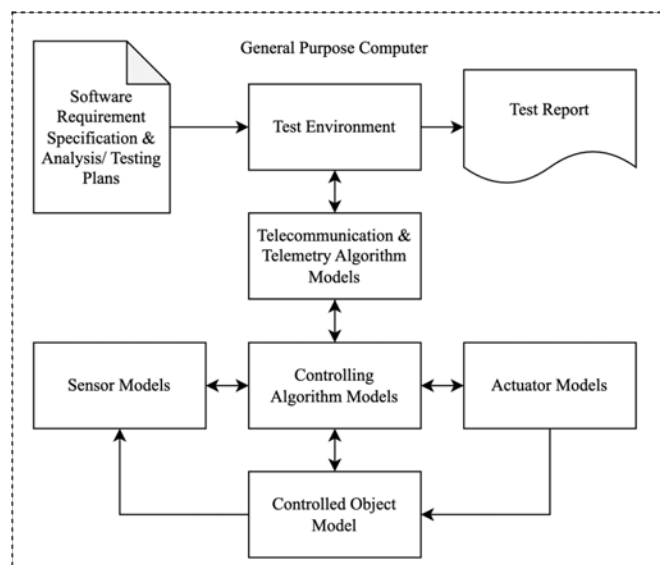 General Purpose Computer
Software
Requirement
Specification &
Analysis/ Testing
Plans
Test Environment
Test Report
Telecommunication &
Telemetry Algorithm
Models
Sensor Models
Controlling
Algorithm Models
Actuator Models
Controlled Object
Model